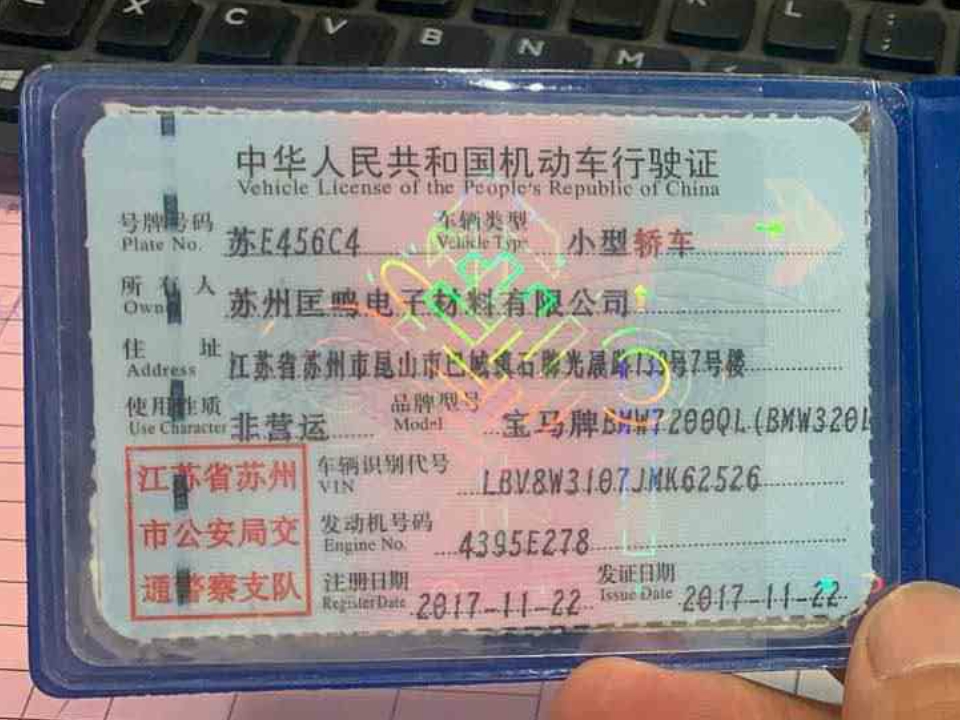 X C V B N M K L
中华人民共和国机动车行驶证
Vehicle License of the People's Republic of China
号牌号码 苏E456C4 车辆类型 小型轿车
Plate No. Vehicle Type
所有人 苏州匡鸣电子材料有限公司
Owner
住址 江苏省苏州市昆山市巴城镇石牌光晨路139号7号楼
Address
使用性质 非营运 品牌型号 宝马牌BMW7200QL(BMW320L
Use Character Model
江苏省苏州
市公安局交
通警察支队
车辆识别代号 LBV8W3107JMK62526
VIN
发动机号码 4395E278
Engine No.
注册日期 2017-11-22 发证日期 2017-11-22
Register Date Issue Date